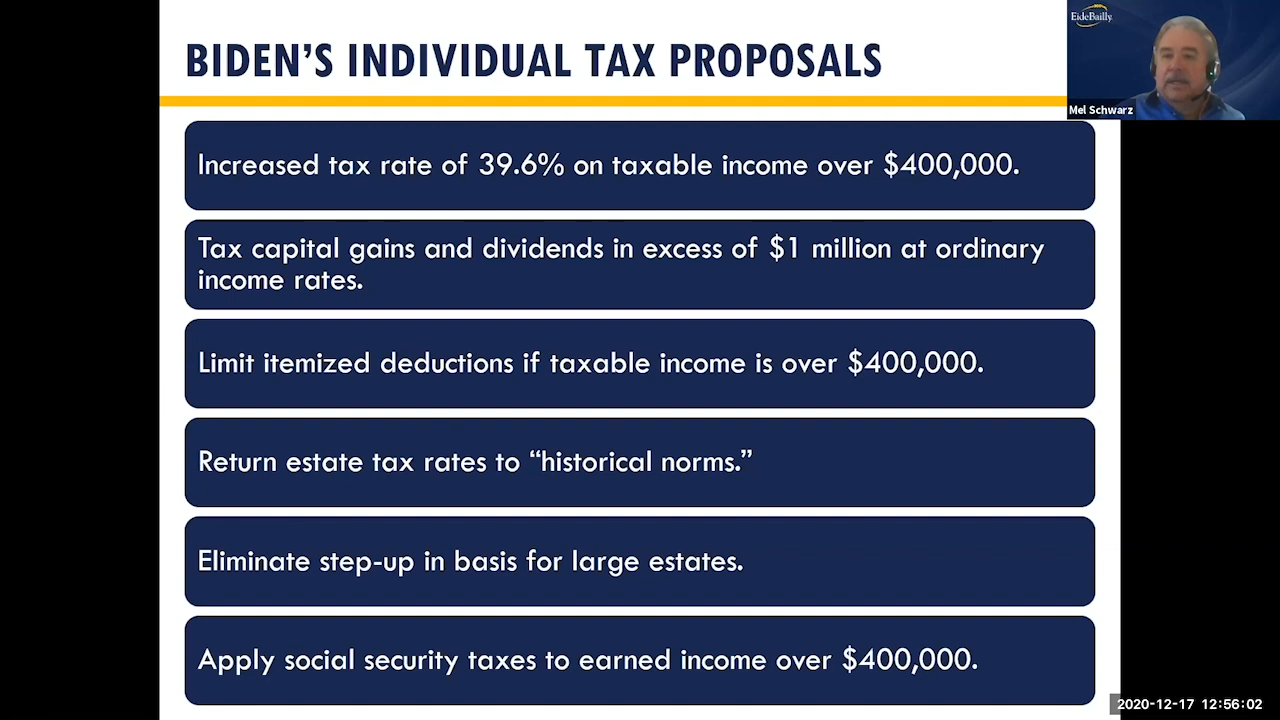 BIDEN'S INDIVIDUAL TAX PROPOSALS
EideBailly
Mel Schwarz
Increased tax rate of 39.6% on taxable income over $400,000.
Tax capital gains and dividends in excess of $1 million at ordinary
income rates.
Limit itemized deductions if taxable income is over $400,000.
Return estate tax rates to “historical norms.”
Eliminate step-up in basis for large estates.
Apply social security taxes to earned income over $400,000.
2020-12-17 12:56:02